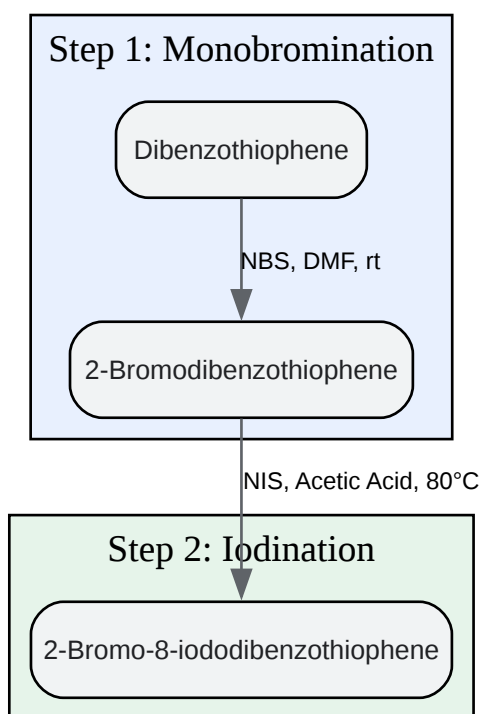 Step 1: Monobromination
Dibenzothiophene
NBS, DMF, rt
2-Bromodibenzothiophene
NIS, Acetic Acid, 80°C
Step 2: Iodination
2-Bromo-8-iododibenzothiophene